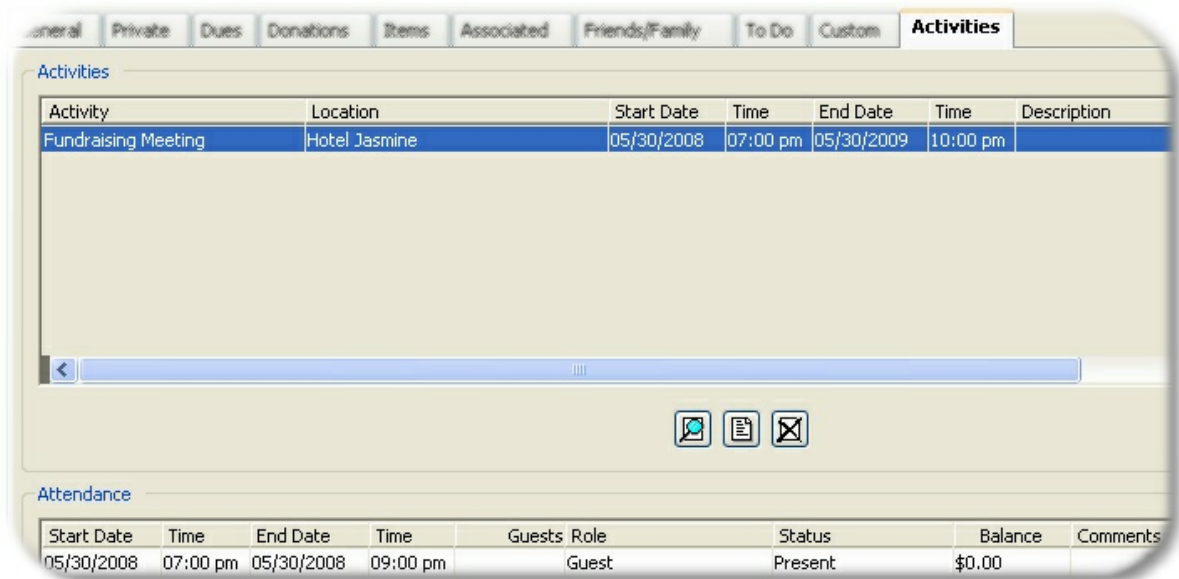 eneral Private Dues Donations Items Associated Friends/Family To Do Custom Activities
Activities
Activity Location Start Date Time End Date Time Description
Fundraising Meeting Hotel Jasmine 05/30/2008 07:00 pm 05/30/2009 10:00 pm
Attendance
Start Date Time End Date Time Guests Role Status Balance Comments
05/30/2008 07:00 pm 05/30/2008 09:00 pm Guest Present $0.00